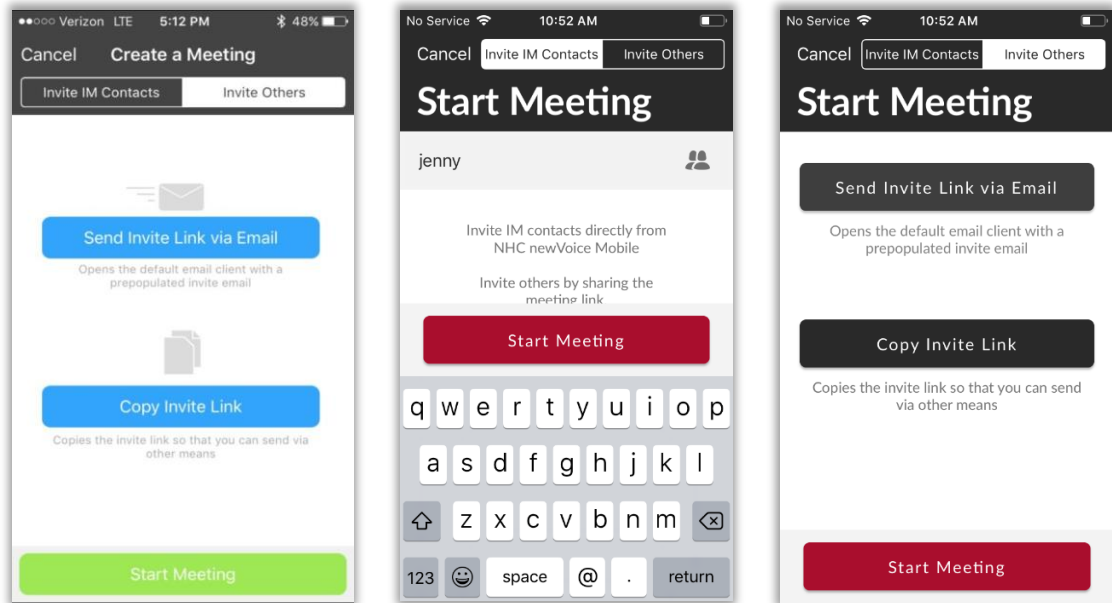 Verizon LTE 5:12 PM 48%
Cancel Create a Meeting
Invite IM Contacts Invite Others
Send Invite Link via Email
Opens the default email client with a
prepopulated invite email
Copy Invite Link
Copies the invite link so that you can send via
other means
Start Meeting
No Service 10:52 AM
Cancel Invite IM Contacts Invite Others
Start Meeting
jenny
Invite IM contacts directly from
NHC newVoice Mobile
Invite others by sharing the
meeting link
Start Meeting
q w e r t y u i o p
a s d f g h j k l
z x c v b n m
123 space @ . return
No Service 10:52 AM
Cancel Invite IM Contacts Invite Others
Start Meeting
Send Invite Link via Email
Opens the default email client with a
prepopulated invite email
Copy Invite Link
Copies the invite link so that you can send
via other means
Start Meeting